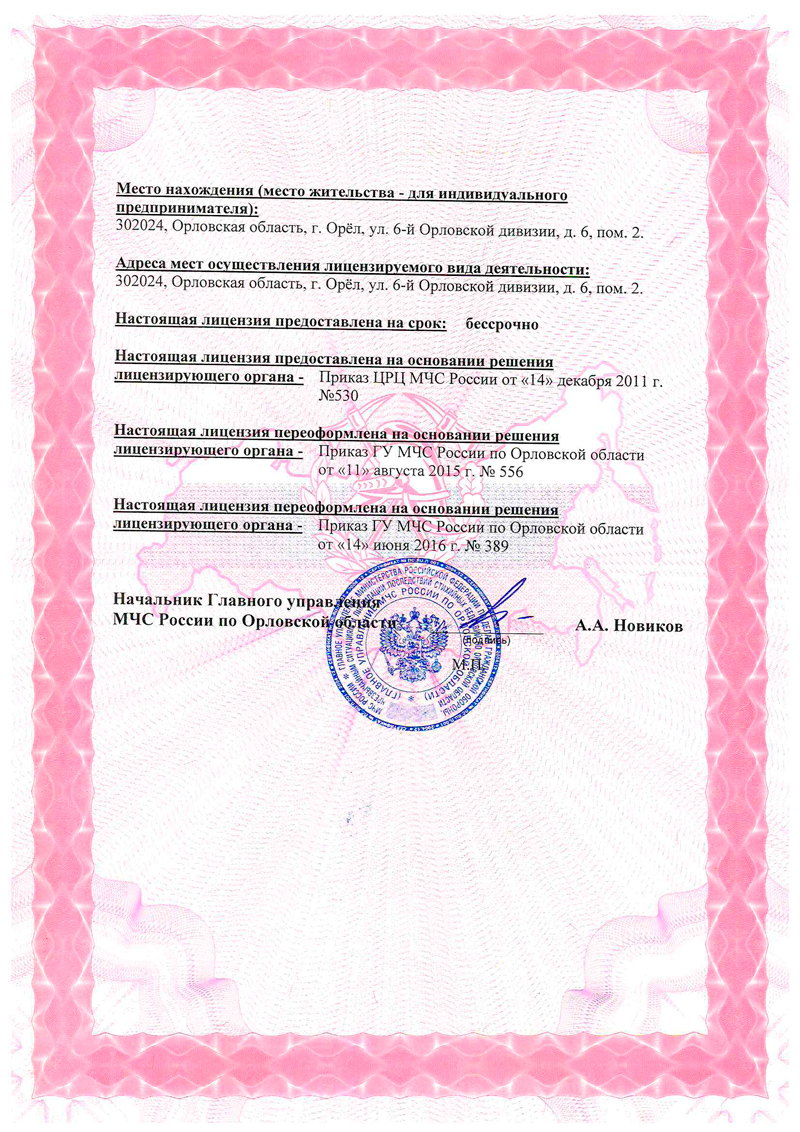 Место нахождения (место жительства - для индивидуального
предпринимателя):
302024, Орловская область, г. Орёл, ул. 6-й Орловской дивизии, д. 6, пом. 2.
Адреса мест осуществления лицензируемого вида деятельности:
302024, Орловская область, г. Орёл, ул. 6-й Орловской дивизии, д. 6, пом. 2.
Настоящая лицензия предоставлена на срок: бессрочно
Настоящая лицензия предоставлена на основании решения
лицензирующего органа - Приказ ЦРЦ МЧС России от «14» декабря 2011 г.
№530
Настоящая лицензия переоформлена на основании решения
лицензирующего органа - Приказ ГУ МЧС России по Орловской области
от «11» августа 2015 г. № 556
Настоящая лицензия переоформлена на основании решения
лицензирующего органа - Приказ ГУ МЧС России по Орловской области
от «14» июня 2016 г. № 389
Начальник Главного управления
МЧС России по Орловской области
А.А. Новиков
(подпись)
М.П.
(ГЛАВНОЕ УПРАВЛЕНИЕ МЧС РОССИИ ПО ОРЛОВСКОЙ ОБЛАСТИ)